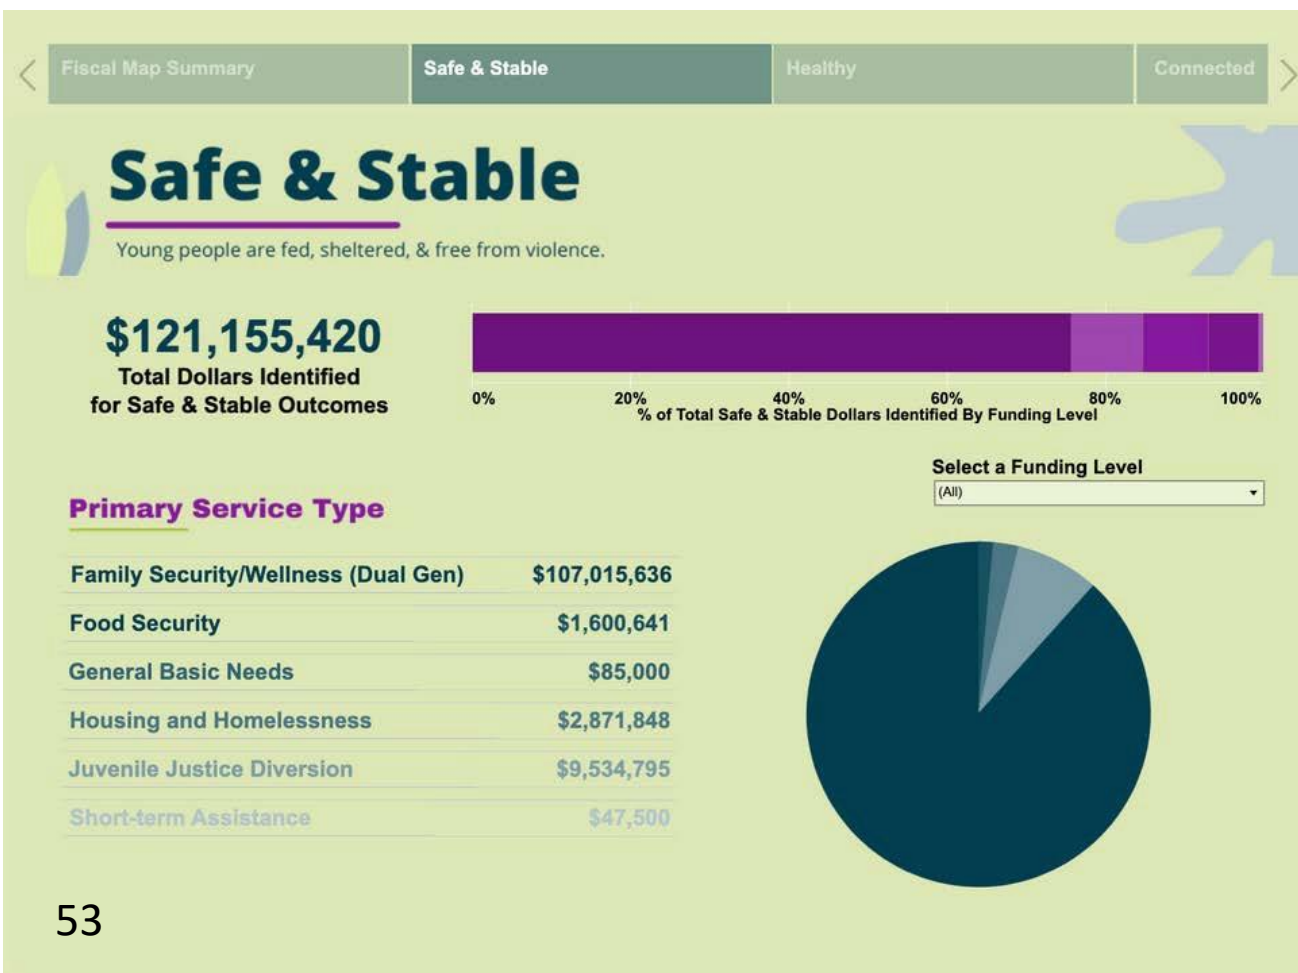 Fiscal Map Summary
Safe & Stable
Healthy
Connected
Safe & Stable
Young people are fed, sheltered, & free from violence.
$121,155,420
Total Dollars Identified
for Safe & Stable Outcomes
0% 20% 40% 60% 80% 100%
% of Total Safe & Stable Dollars Identified By Funding Level
Select a Funding Level
(All)
Primary Service Type
Family Security/Wellness (Dual Gen) $107,015,636
Food Security $1,600,641
General Basic Needs $85,000
Housing and Homelessness $2,871,848
Juvenile Justice Diversion $9,534,795
Short-term Assistance $47,500
53